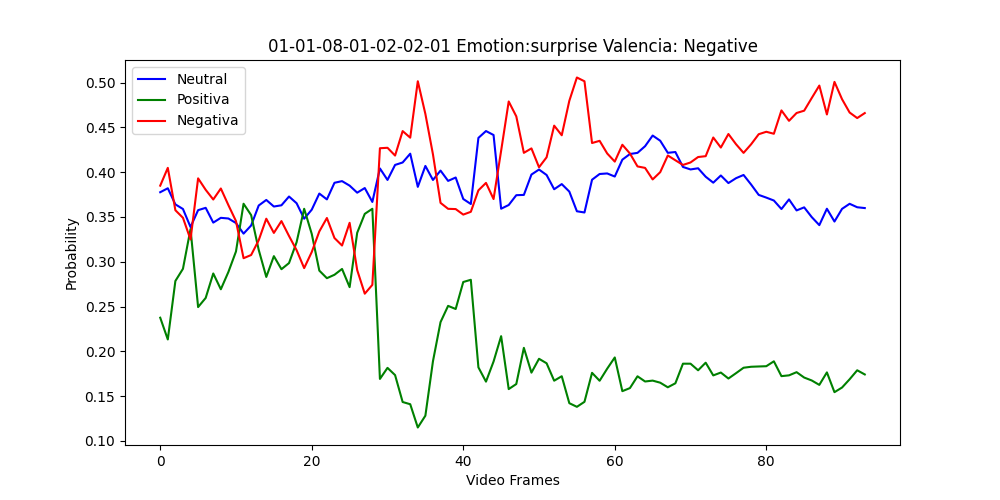 01-01-08-01-02-02-01 Emotion:surprise Valencia: Negative
Neutral
Positiva
Negativa
Probability
0.50
0.45
0.40
0.35
0.30
0.25
0.20
0.15
0.10
0 20 40 60 80
Video Frames